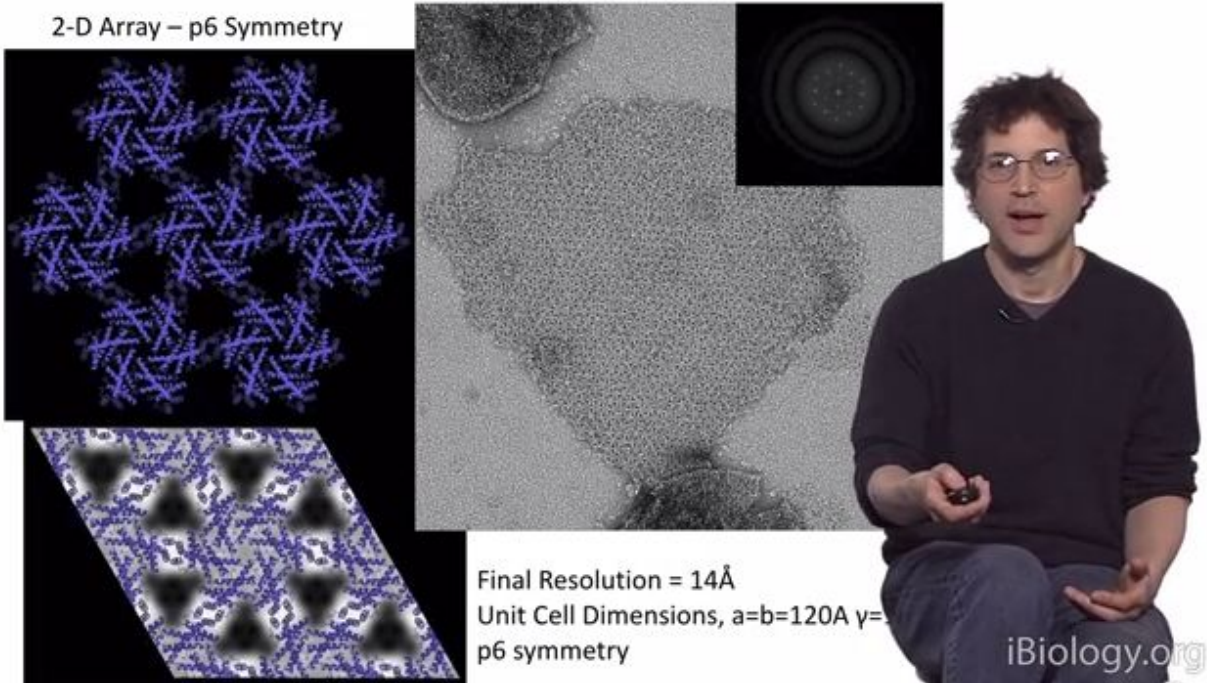 2-D Array – p6 Symmetry
Final Resolution = 14Å
Unit Cell Dimensions, a=b=120A γ=
p6 symmetry
iBiology.org